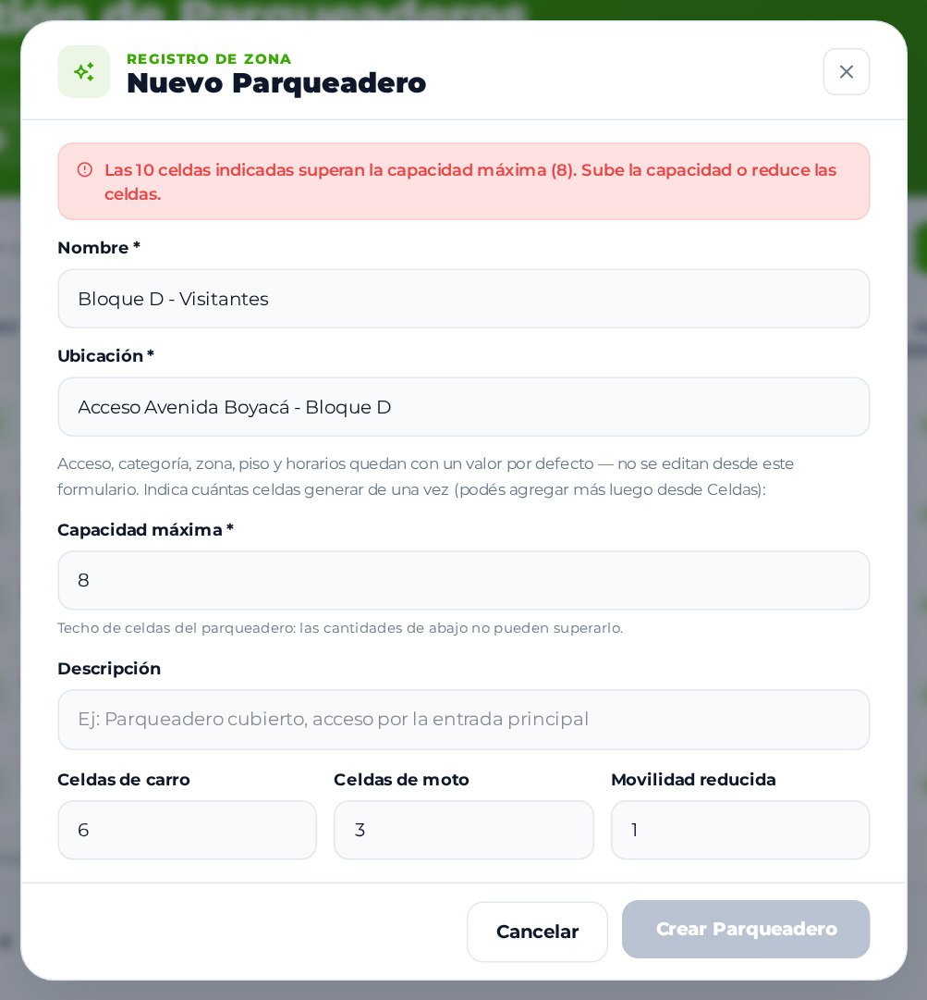 REGISTRO DE ZONA
Nuevo Parqueadero
Las 10 celdas indicadas superan la capacidad máxima (8). Sube la capacidad o reduce las
celdas.
Nombre *
Bloque D - Visitantes
Ubicación *
Acceso Avenida Boyacá - Bloque D
Acceso, categoría, zona, piso y horarios quedan con un valor por defecto — no se editan desde este
formulario. Indica cuántas celdas generar de una vez (podés agregar más luego desde Celdas):
Capacidad máxima *
8
Techo de celdas del parqueadero: las cantidades de abajo no pueden superarlo.
Descripción
Ej: Parqueadero cubierto, acceso por la entrada principal
Celdas de carro Celdas de moto Movilidad reducida
6 3 1
Cancelar Crear Parqueadero